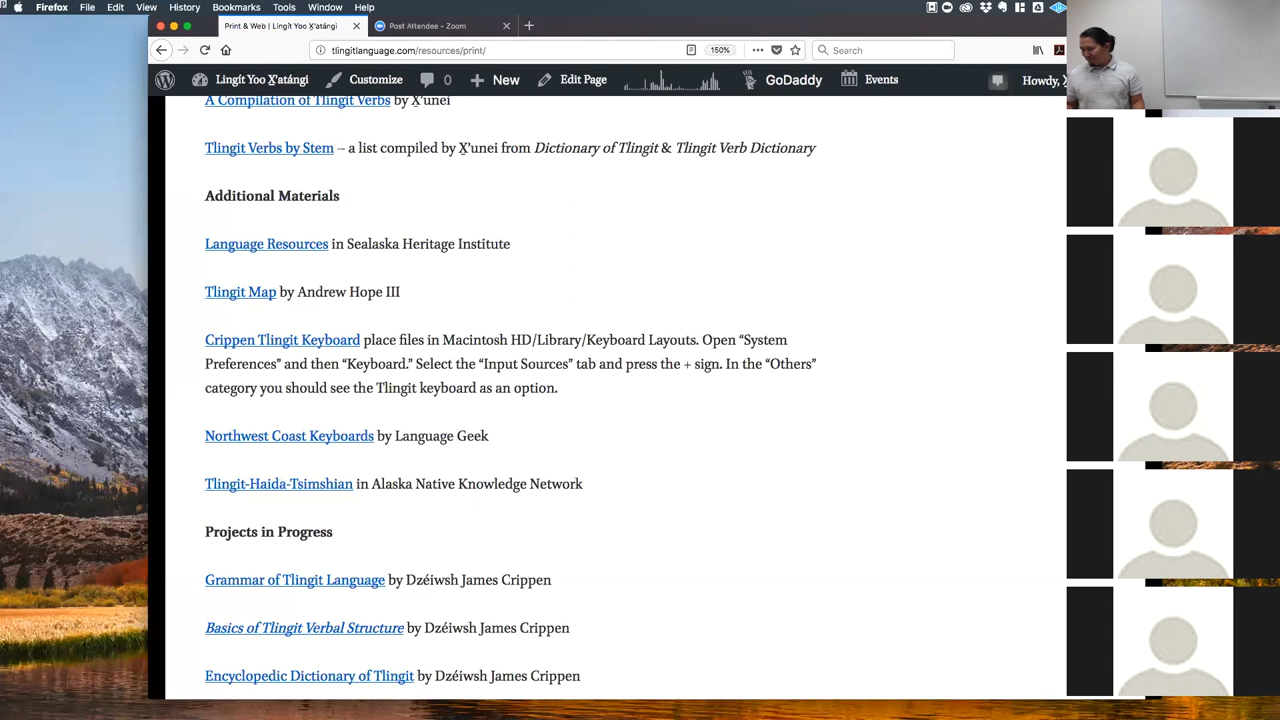 Firefox File Edit View History Bookmarks Tools Window Help
Print & Web | Lingít Yoo X̱ʼatángi
Post Attendee - Zoom
tlingitlanguage.com/resources/print/
150%
Search
Lingít Yoo X̱ʼatángi Customize 0 New Edit Page GoDaddy Events Howdy, X
A Compilation of Tlingit Verbs by X̱ʼunei
Tlingit Verbs by Stem -- a list compiled by X̱ʼunei from Dictionary of Tlingit & Tlingit Verb Dictionary
Additional Materials
Language Resources in Sealaska Heritage Institute
Tlingit Map by Andrew Hope III
Crippen Tlingit Keyboard place files in Macintosh HD/Library/Keyboard Layouts. Open “System
Preferences” and then “Keyboard.” Select the “Input Sources” tab and press the + sign. In the “Others”
category you should see the Tlingit keyboard as an option.
Northwest Coast Keyboards by Language Geek
Tlingit-Haida-Tsimshian in Alaska Native Knowledge Network
Projects in Progress
Grammar of Tlingit Language by Dzéiwsh James Crippen
Basics of Tlingit Verbal Structure by Dzéiwsh James Crippen
Encyclopedic Dictionary of Tlingit by Dzéiwsh James Crippen